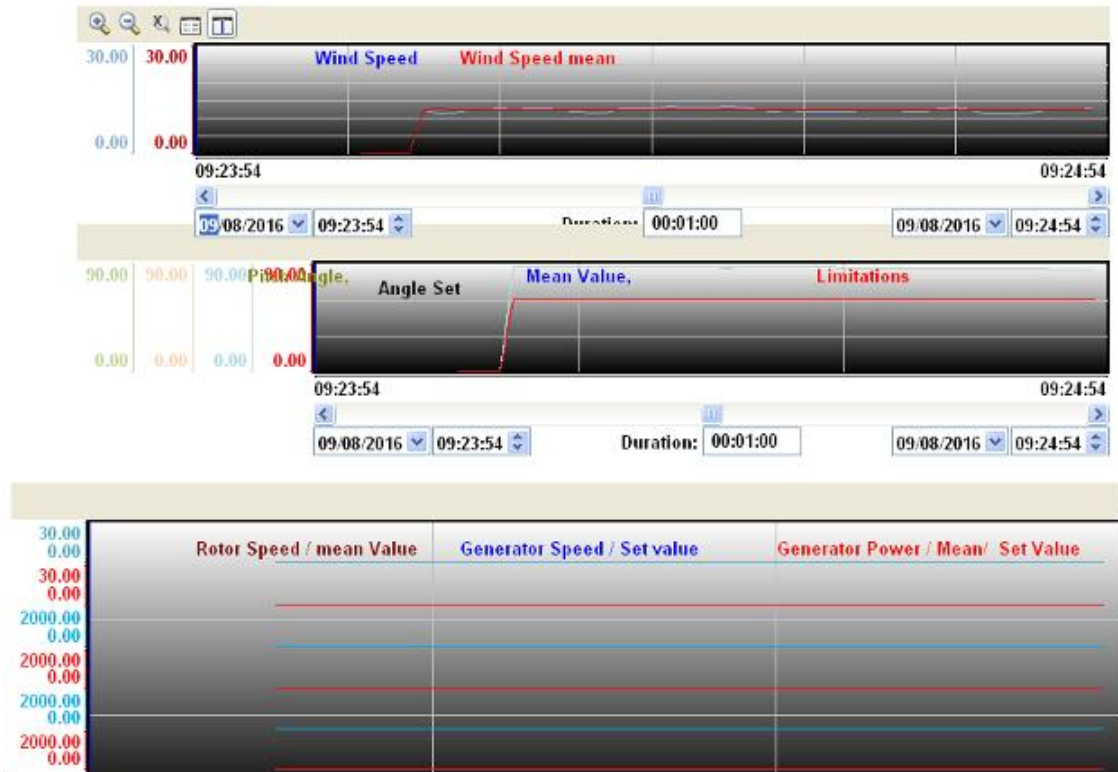 Wind Speed Wind Speed mean
30.00 30.00
0.00 0.00
09:23:54 09:24:54
09/08/2016 09:23:54 Duration: 00:01:00 09/08/2016 09:24:54
90.00 90.00 90.00 90.00 Pitch Angle, Angle Set Mean Value, Limitations
0.00 0.00 0.00 0.00
09:23:54 09:24:54
09/08/2016 09:23:54 Duration: 00:01:00 09/08/2016 09:24:54
30.00
0.00 Rotor Speed / mean Value Generator Speed / Set value Generator Power / Mean/ Set Value
30.00
0.00
2000.00
0.00
2000.00
0.00
2000.00
0.00
2000.00
0.00